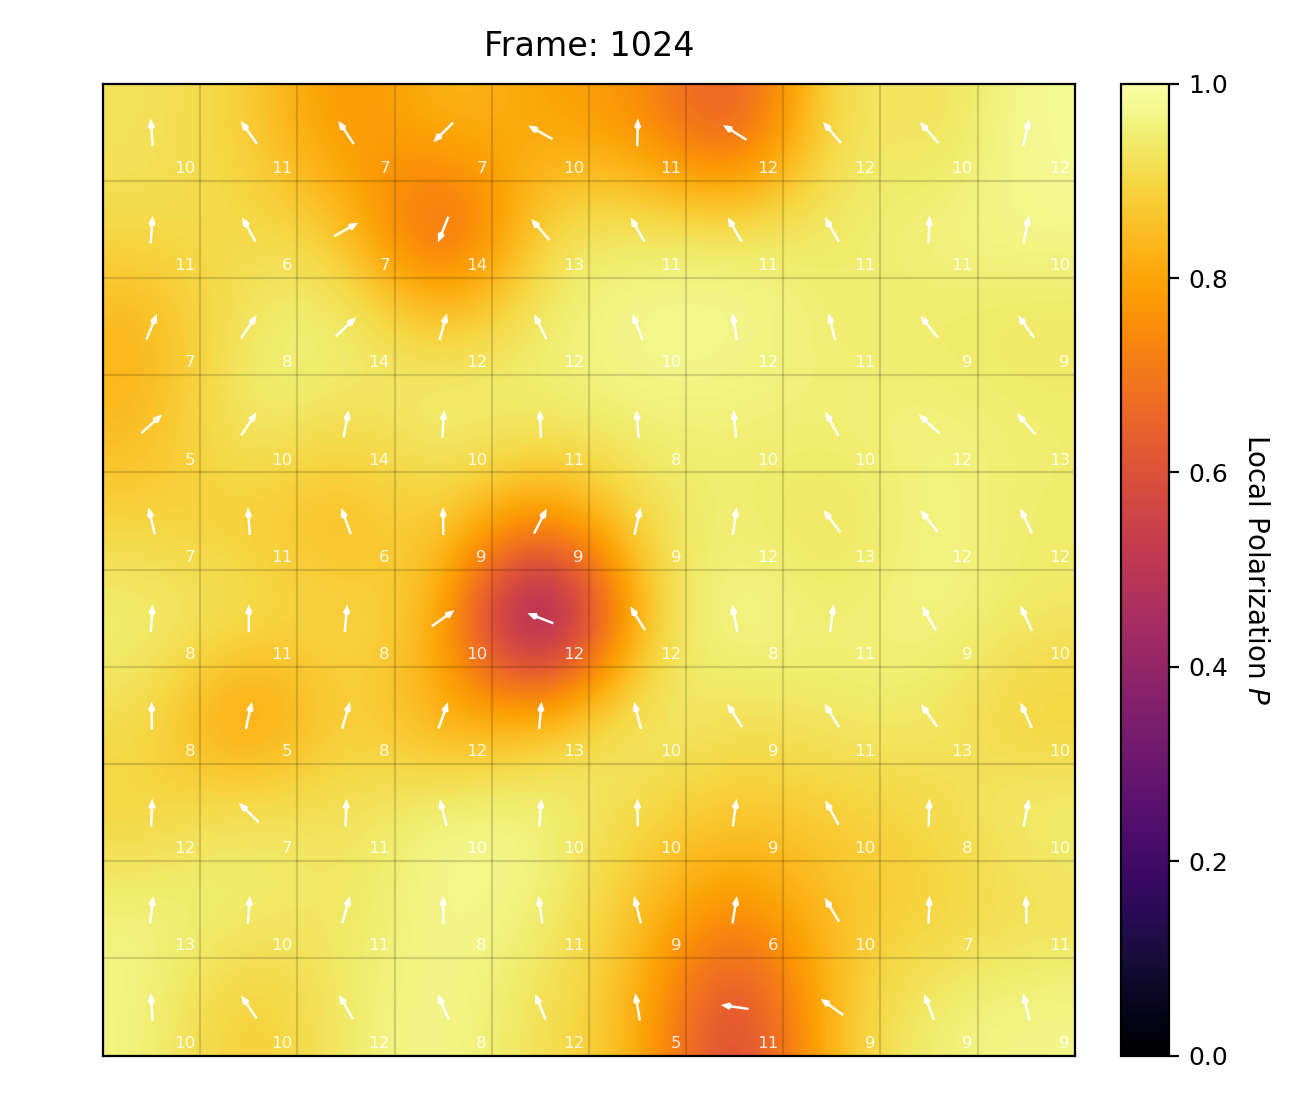 Frame: 1024
10 11 7 7 10 11 12 12 10 12
11 6 7 14 13 11 11 11 11 10
7 8 14 12 12 10 12 11 9 9
5 10 14 10 11 8 10 10 12 13
7 11 6 9 9 9 12 13 12 12
8 11 8 10 12 12 8 11 9 10
8 5 8 12 13 10 9 11 13 10
12 7 11 10 10 10 9 10 8 10
13 10 11 8 11 9 6 10 7 11
10 10 12 8 12 5 11 9 9 9
1.0
0.8
0.6
0.4
0.2
0.0
Local Polarization P